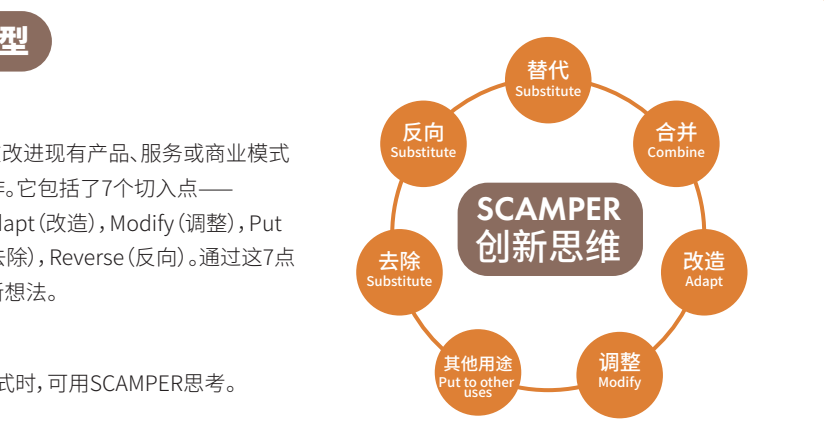 型
改进现有产品、服务或商业模式
。它包括了7个切入点——
dapt（改造），Modify（调整），Put
去除），Reverse（反向）。通过这7点
新想法。
式时，可用SCAMPER思考。
替代
Substitute
合并
Combine
改造
Adapt
调整
Modify
其他用途
Put to other
uses
去除
Substitute
反向
Substitute
SCAMPER
创新思维